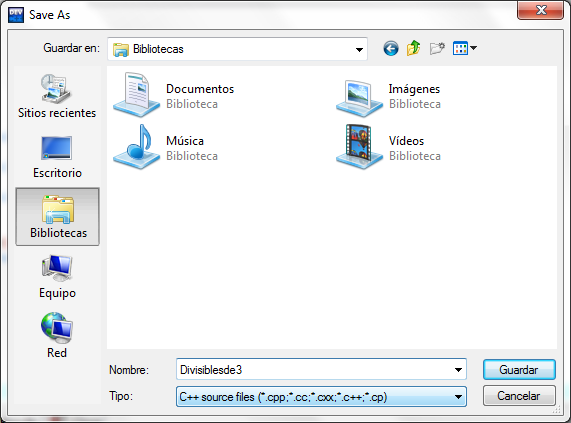 DEV
Save As
Guardar en:
Bibliotecas
Sitios recientes
Escritorio
Bibliotecas
Equipo
Red
Documentos
Biblioteca
Imágenes
Biblioteca
Música
Biblioteca
Vídeos
Biblioteca
Nombre:
Divisiblesde3
Guardar
Tipo:
C++ source files (*.cpp;*.cc;*.cxx;*.c++;*.cp)
Cancelar